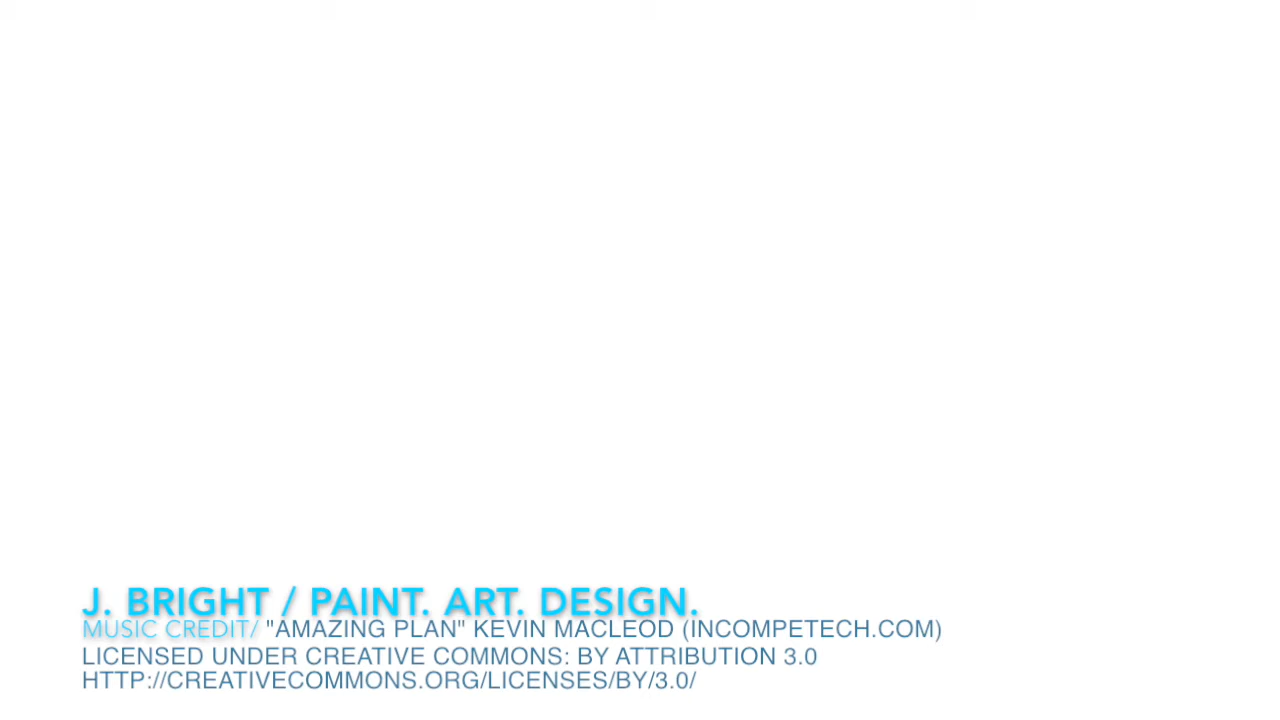 J. BRIGHT / PAINT. ART. DESIGN.
MUSIC CREDIT/ "AMAZING PLAN" KEVIN MACLEOD (INCOMPETECH.COM)
LICENSED UNDER CREATIVE COMMONS: BY ATTRIBUTION 3.0
HTTP://CREATIVECOMMONS.ORG/LICENSES/BY/3.0/